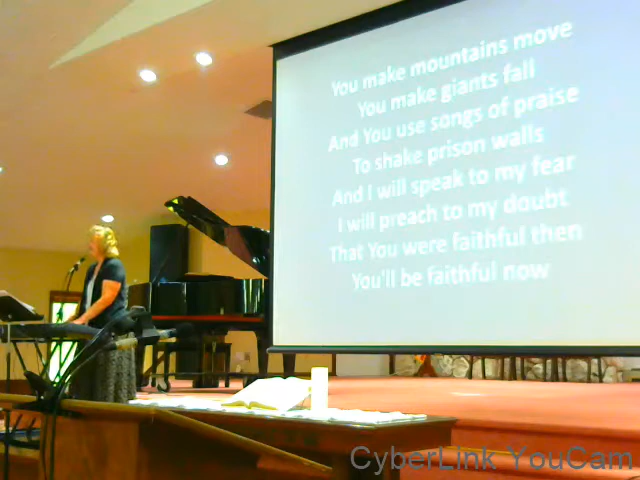 You make mountains move
You make giants fall
And You use songs of praise
To shake prison walls
And I will speak to my fear
I will preach to my doubt
That You were faithful then
You'll be faithful now
CyberLink YouCam